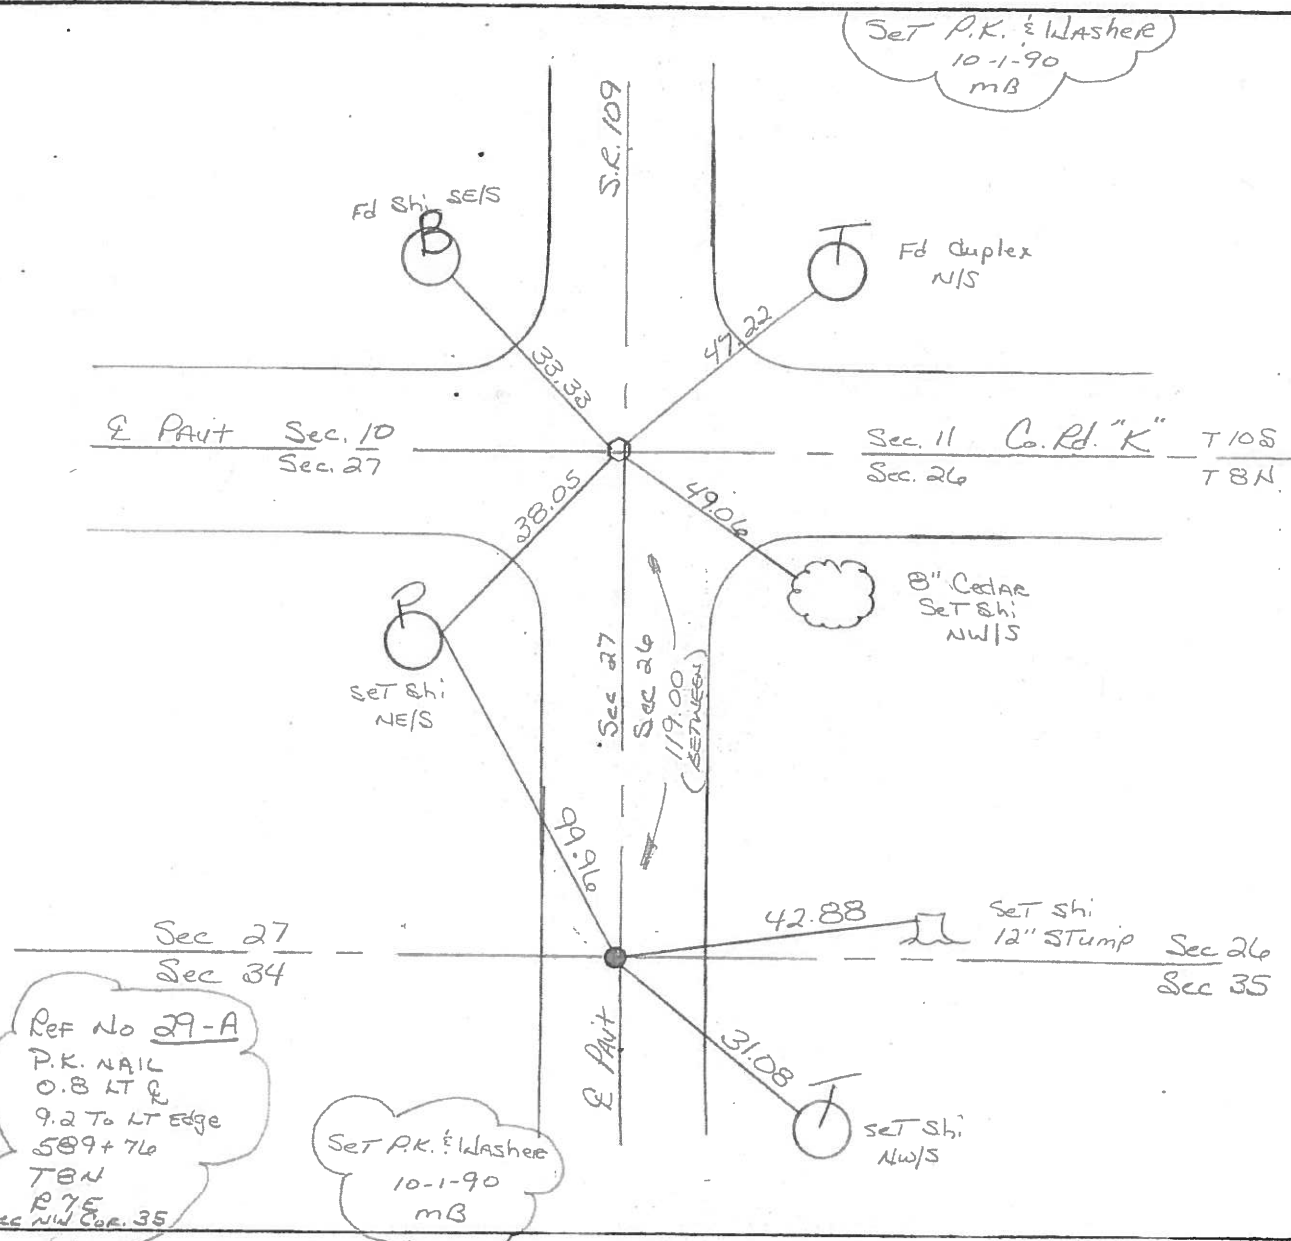 SeT P.K. & WAsheR
10-1-90
mB
S.R. 109
Fd Shi SE/S
B
T
Fd duplex
N/S
33.33
47.22
℄ PAvt Sec. 10
Sec. 27
Sec. 11 Co. Rd. "K" T 10 S
Sec. 26 T 8 N.
38.05
49.06
P
SeT Shi
NE/S
8" CedAR
SeT Shi
NW/S
Sec 27
Sec 26
119.00
(BETWEEN)
99.96
42.88
SeT Shi
12" STump
Sec 27
Sec 34
Sec 26
Sec 35
℄ PAvt
31.08
T
SeT Shi
NW/S
Ref No 29-A
P.K. NAIL
0.8 LT ℄
9.2 To LT Edge
589+76
T8N
R7E
NW Cor. 35
SeT P.K. & WAsheR
10-1-90
mB